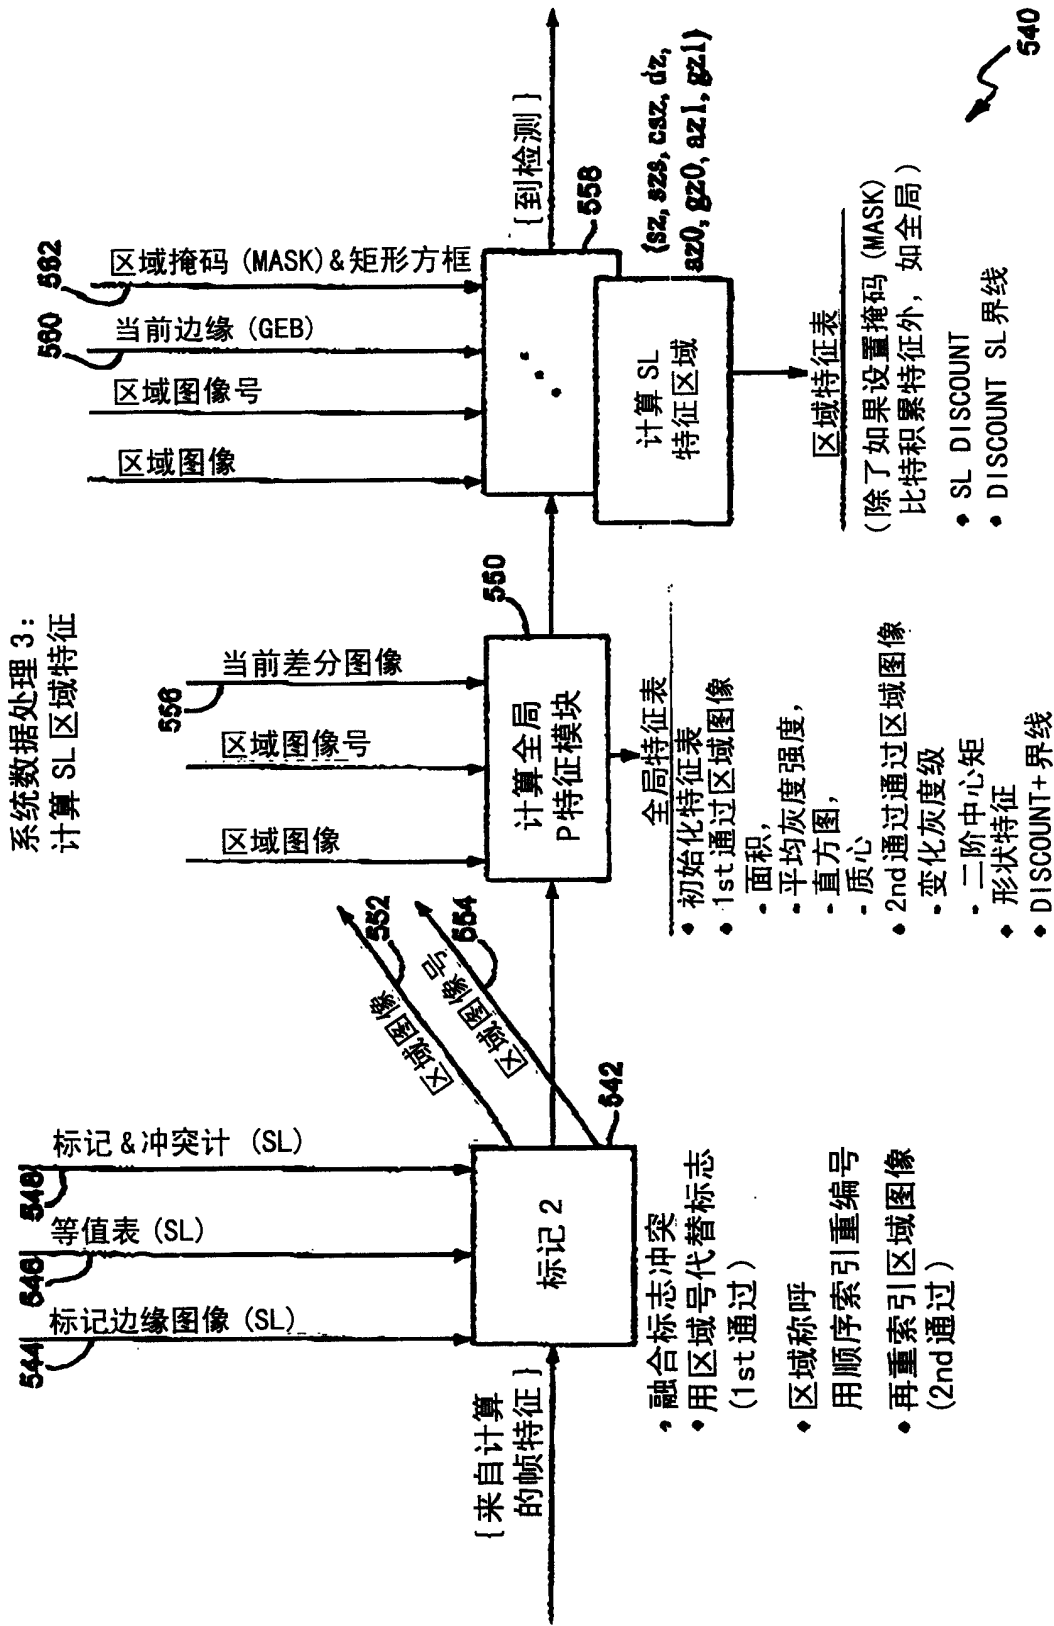 系统数据处理 3:
计算 SL 区域特征
544
标记边缘图像(SL)
546
等值表(SL)
548
标记&冲突计 (SL)
{来自计算
的帧特征}
标记 2
542
区域图像
552
区域图像号
554
• 融合标志冲突
• 用区域号代替标志
(1st 通过)
• 区域称呼
用顺序索引重编号
• 再重索引区域图像
(2nd 通过)
区域图像
区域图像号
556
当前差分图像
计算全局
P特征模块
550
全局特征表
• 初始化特征表
• 1st 通过区域图像
- 面积,
- 平均灰度强度,
- 直方图,
- 质心
• 2nd 通过通过区域图像
- 变化灰度级
- 二阶中心矩
• 形状特征
• DISCOUNT+界线
区域图像
区域图像号
560
当前边缘(GEB)
562
区域掩码(MASK)&矩形方框
{到检测}
558
计算 SL
特征区域
{sz, szs, csz, dz,
az0, gz0, az1, gz1}
区域特征表
(除了如果设置掩码(MASK)
比特积累特征外, 如全局)
• SL DISCOUNT
• DISCOUNT SL 界线
540